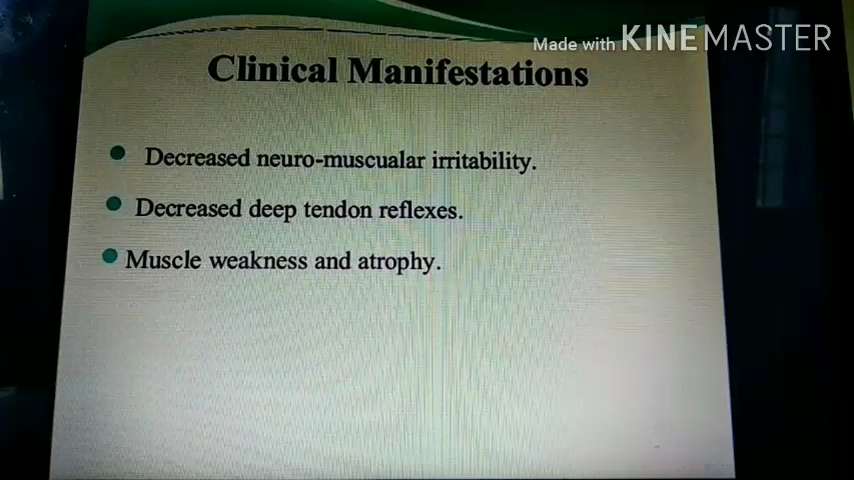 Made with KINEMASTER
Clinical Manifestations
Decreased neuro-muscualar irritability.
Decreased deep tendon reflexes.
Muscle weakness and atrophy.